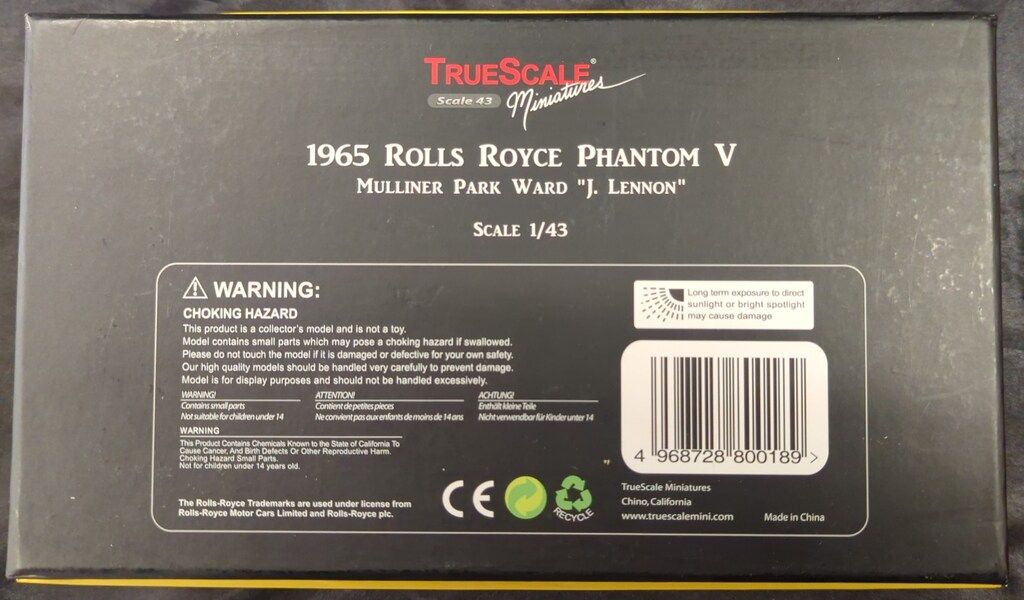 TRUESCALE®
Scale 43 Miniatures
1965 ROLLS ROYCE PHANTOM V
MULLINER PARK WARD "J. LENNON"
SCALE 1/43
WARNING:
CHOKING HAZARD
This product is a collector's model and is not a toy.
Model contains small parts which may pose a choking hazard if swallowed.
Please do not touch the model if it is damaged or defective for your own safety.
Our high quality models should be handled very carefully to prevent damage.
Model is for display purposes and should not be handled excessively.
WARNING!
Contains small parts
Not suitable for children under 14
ATTENTION!
Contient de petites pieces
Ne convient pas aux enfants de moins de 14 ans
ACHTUNG!
Enthält kleine Teile
Nicht verwendbar für Kinder unter 14
WARNING
This Product Contains Chemicals Known to the State of California To
Cause Cancer, And Birth Defects Or Other Reproductive Harm.
Choking Hazard Small Parts.
Not for children under 14 years old.
The Rolls-Royce Trademarks are used under license from
Rolls-Royce Motor Cars Limited and Rolls-Royce plc.
CE
RECYCLE
Long term exposure to direct
sunlight or bright spotlight
may cause damage
4 968728 800189 >
TrueScale Miniatures
Chino, California
www.truescalemini.com
Made in China